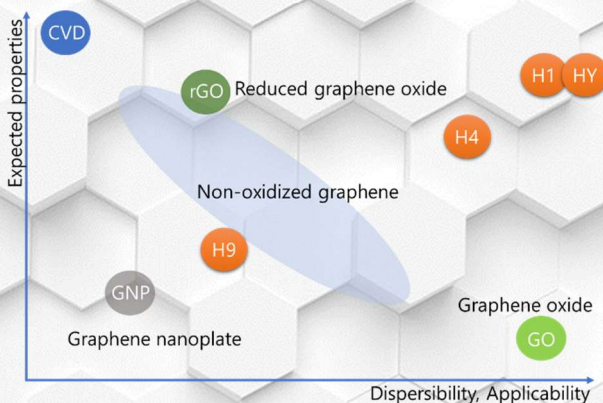 Expected properties
CVD
rGO Reduced graphene oxide
H1 HY
H4
Non-oxidized graphene
H9
GNP
Graphene nanoplate
Graphene oxide
GO
Dispersibility, Applicability